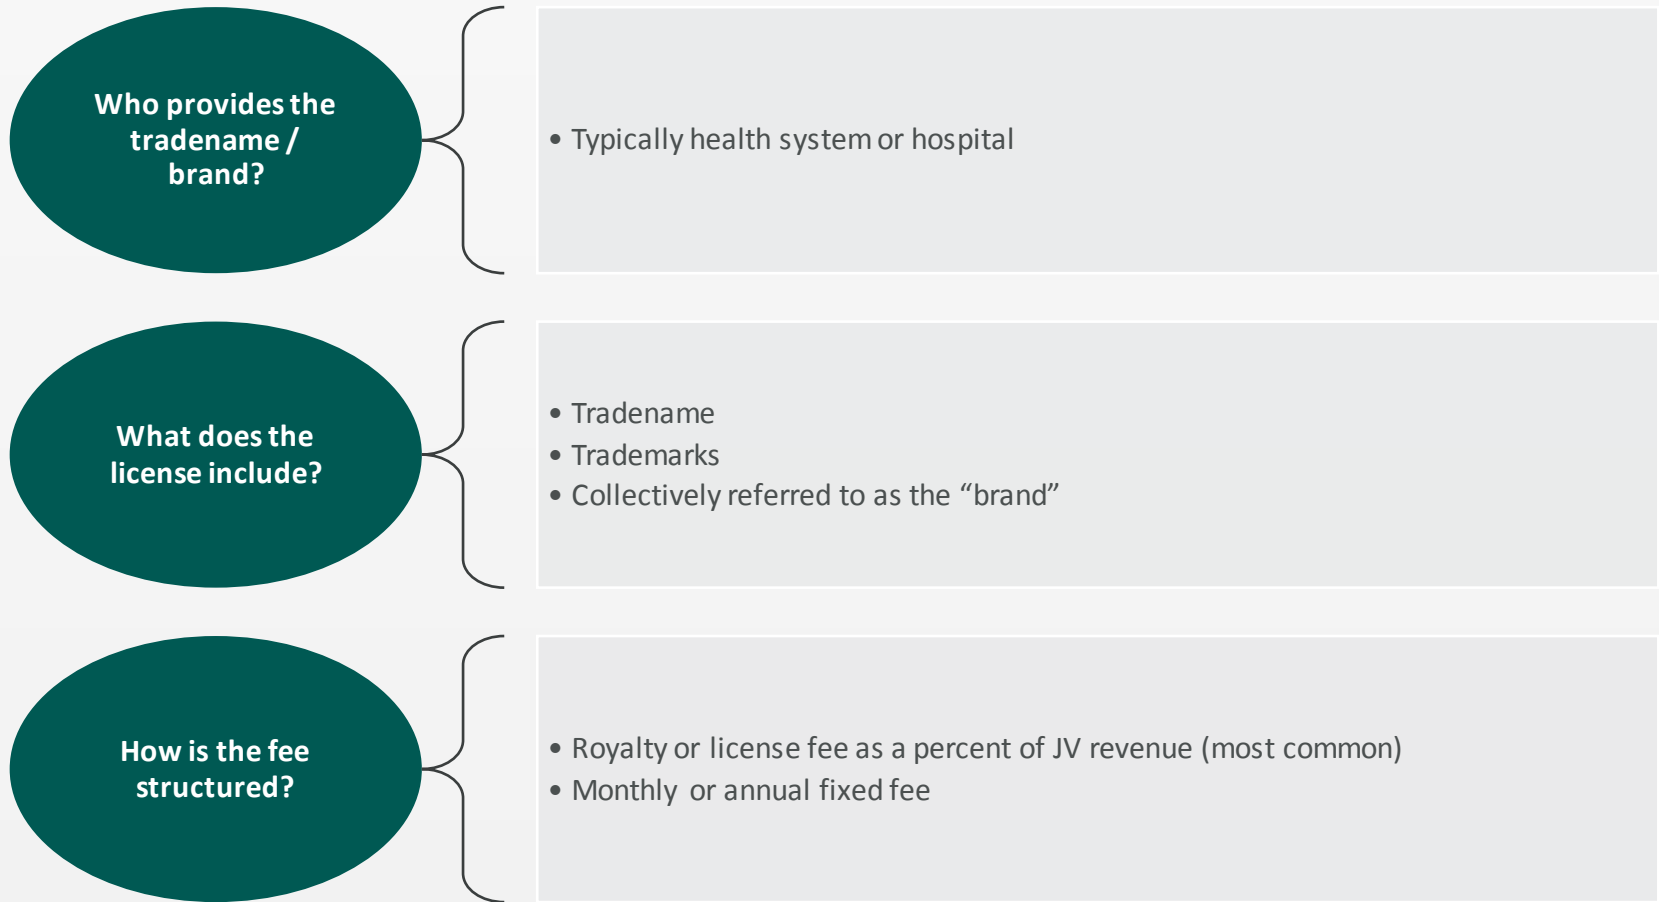 Who provides the
tradename /
brand?
• Typically health system or hospital
What does the
license include?
• Tradename
• Trademarks
• Collectively referred to as the “brand”
How is the fee
structured?
• Royalty or license fee as a percent of JV revenue (most common)
• Monthly or annual fixed fee